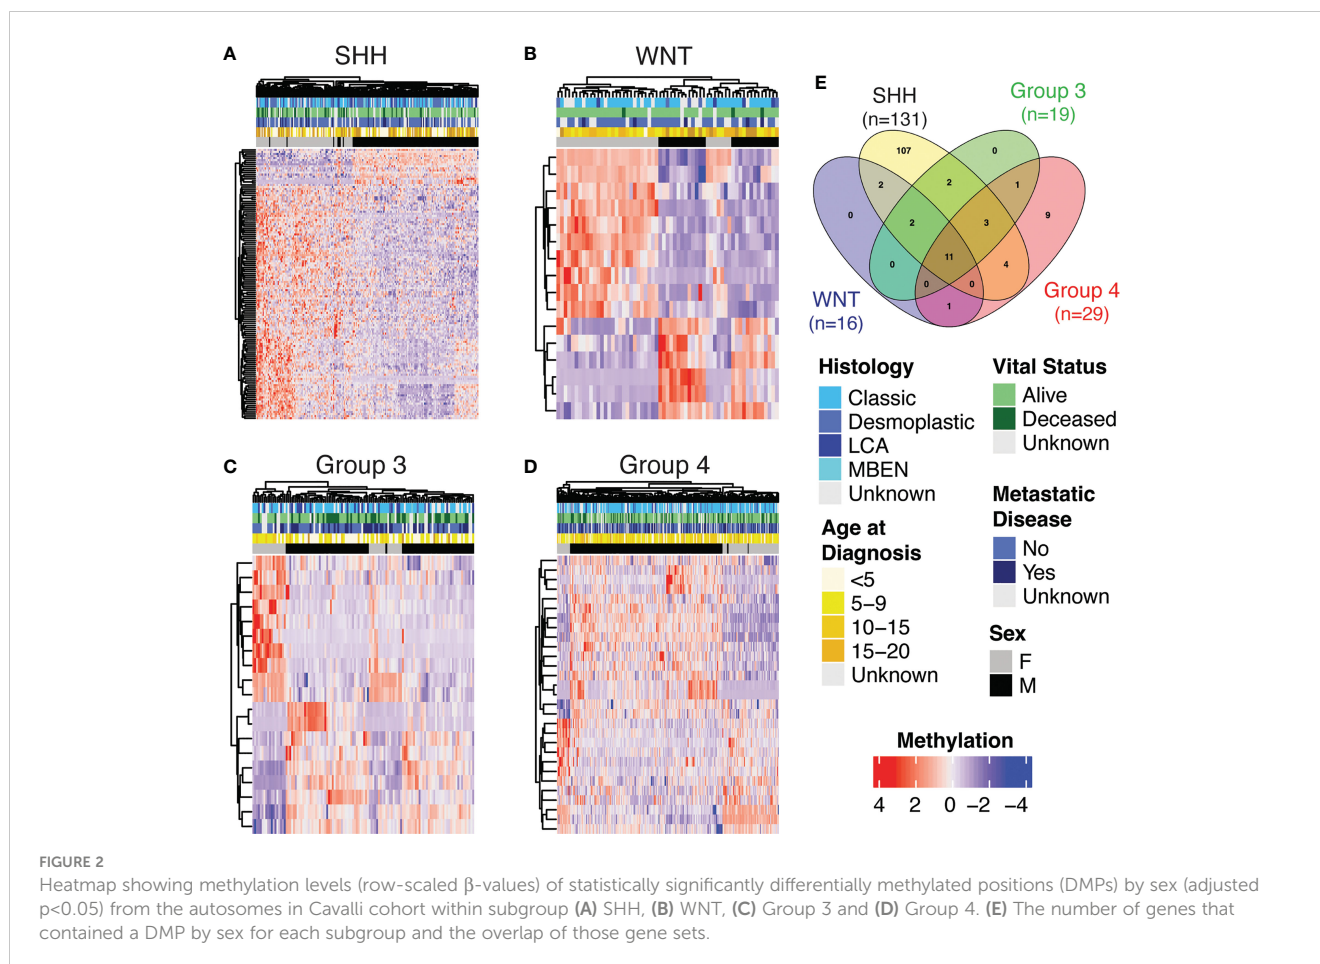 A
SHH
B
WNT
E
SHH
(n=131)
Group 3
(n=19)
107
0
2
2
1
0
2
3
9
11
0
4
0
0
1
WNT
(n=16)
Group 4
(n=29)
C
Group 3
D
Group 4
Histology
Classic
Desmoplastic
LCA
MBEN
Unknown
Vital Status
Alive
Deceased
Unknown
Age at
Diagnosis
<5
5–9
10–15
15–20
Unknown
Metastatic
Disease
No
Yes
Unknown
Sex
F
M
Methylation
4 2 0 −2 −4
FIGURE 2
Heatmap showing methylation levels (row-scaled β-values) of statistically significantly differentially methylated positions (DMPs) by sex (adjusted
p<0.05) from the autosomes in Cavalli cohort within subgroup (A) SHH, (B) WNT, (C) Group 3 and (D) Group 4. (E) The number of genes that
contained a DMP by sex for each subgroup and the overlap of those gene sets.